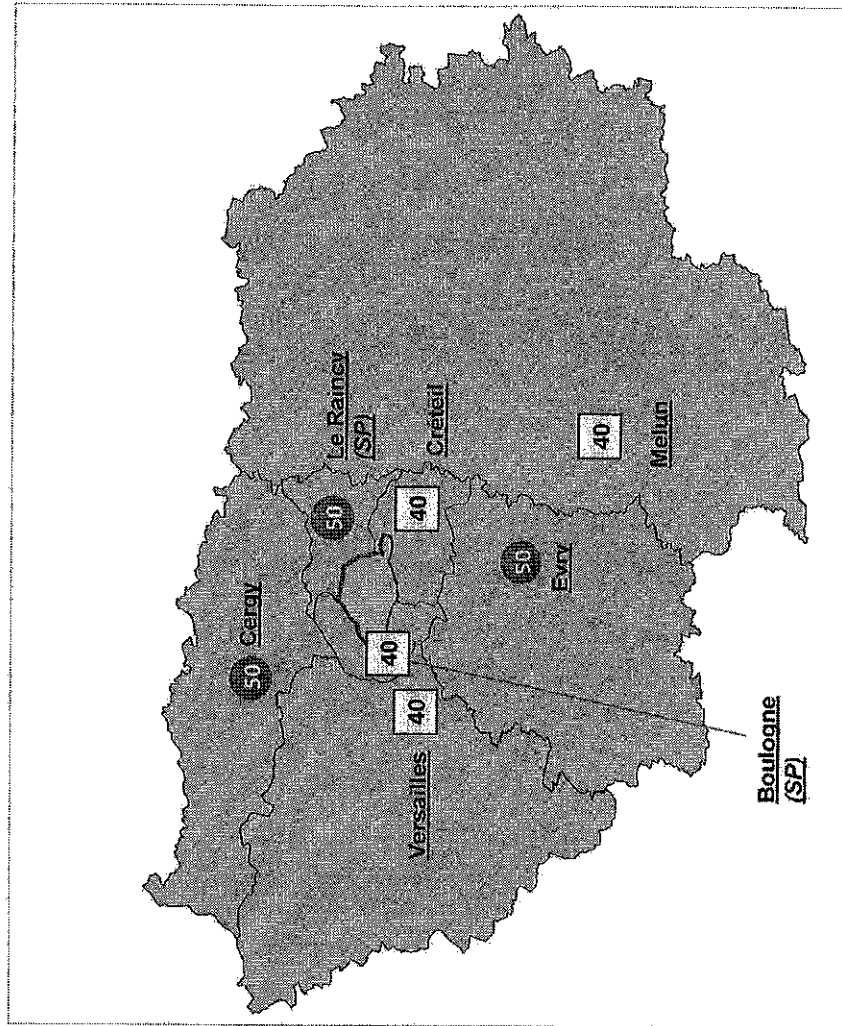 50
Cergy
Le Raincy
(SP)
50
Créteil
40
40
40
Versailles
50
Evry
40
Melun
Boulogne
(SP)